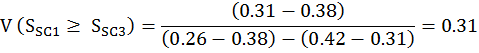 V (S_SC1 ≥ S_SC3) = (0.31 − 0.38) / ((0.26 − 0.38) − (0.42 − 0.31)) = 0.31